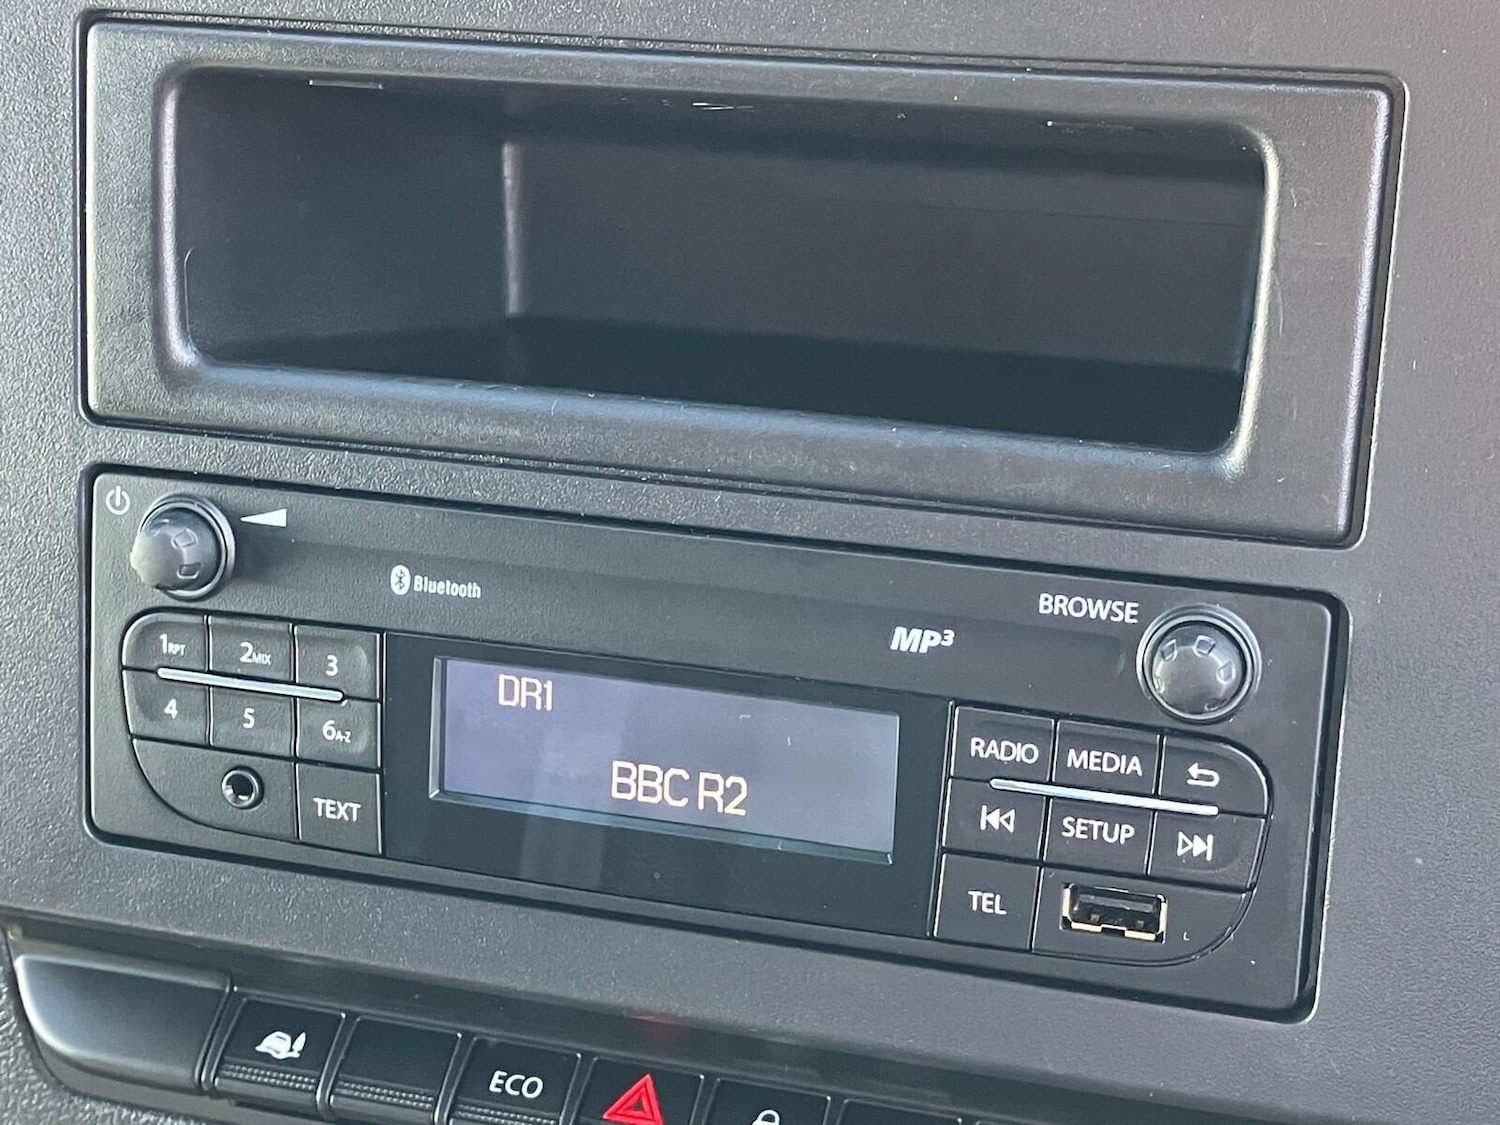 Bluetooth
MP3
BROWSE
1RPT
2MIX
3
4
5
6A-Z
TEXT
DR1
BBC R2
RADIO
MEDIA
SETUP
TEL
ECO